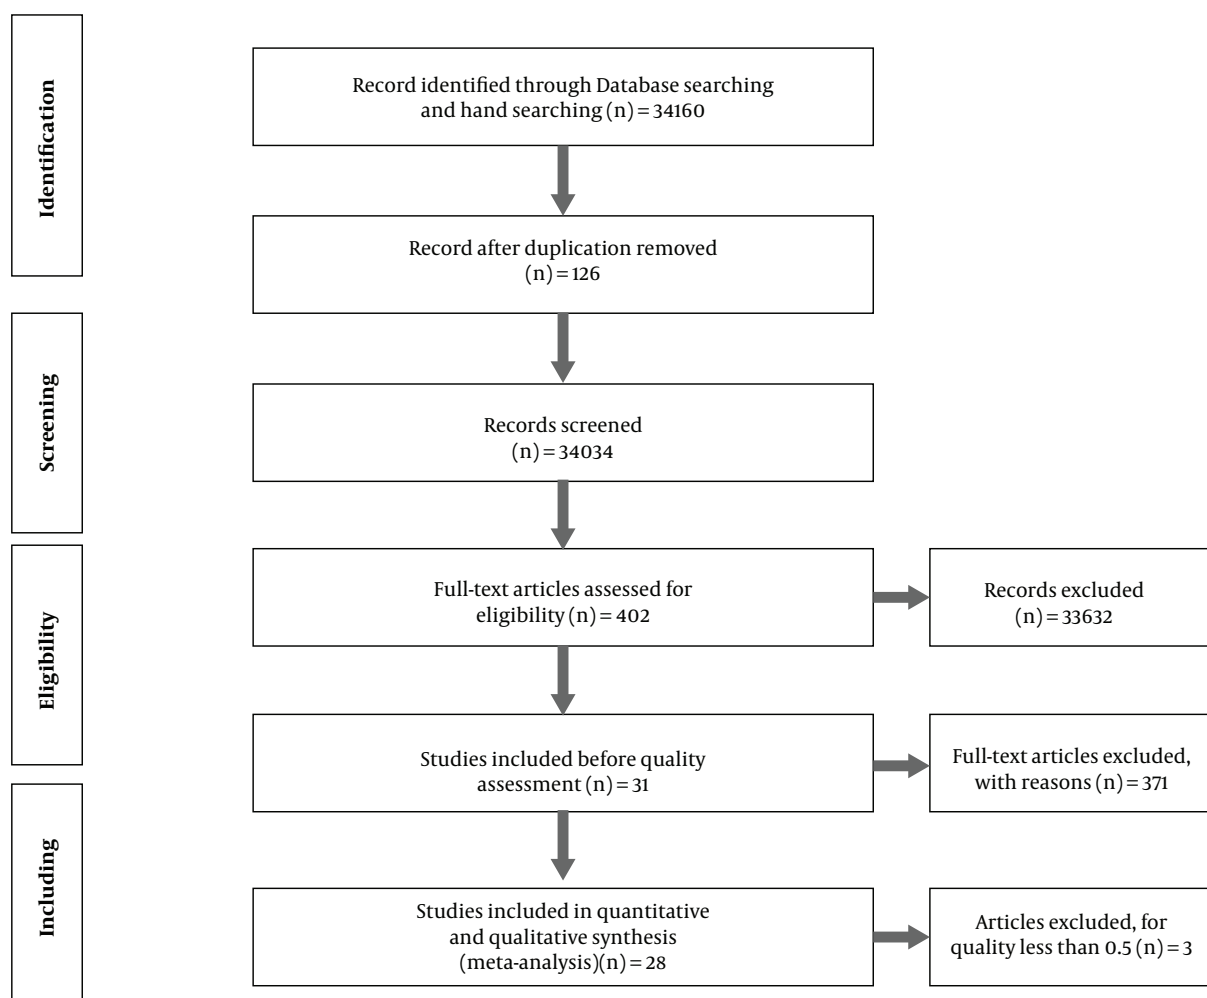 Identification
Record identified through Database searching
and hand searching (n) = 34160
Record after duplication removed
(n) = 126
Screening
Records screened
(n) = 34034
Eligibility
Full-text articles assessed for
eligibility (n) = 402
Records excluded
(n) = 33632
Studies included before quality
assessment (n) = 31
Full-text articles excluded,
with reasons (n) = 371
Including
Studies included in quantitative
and qualitative synthesis
(meta-analysis)(n) = 28
Articles excluded, for
quality less than 0.5 (n) = 3